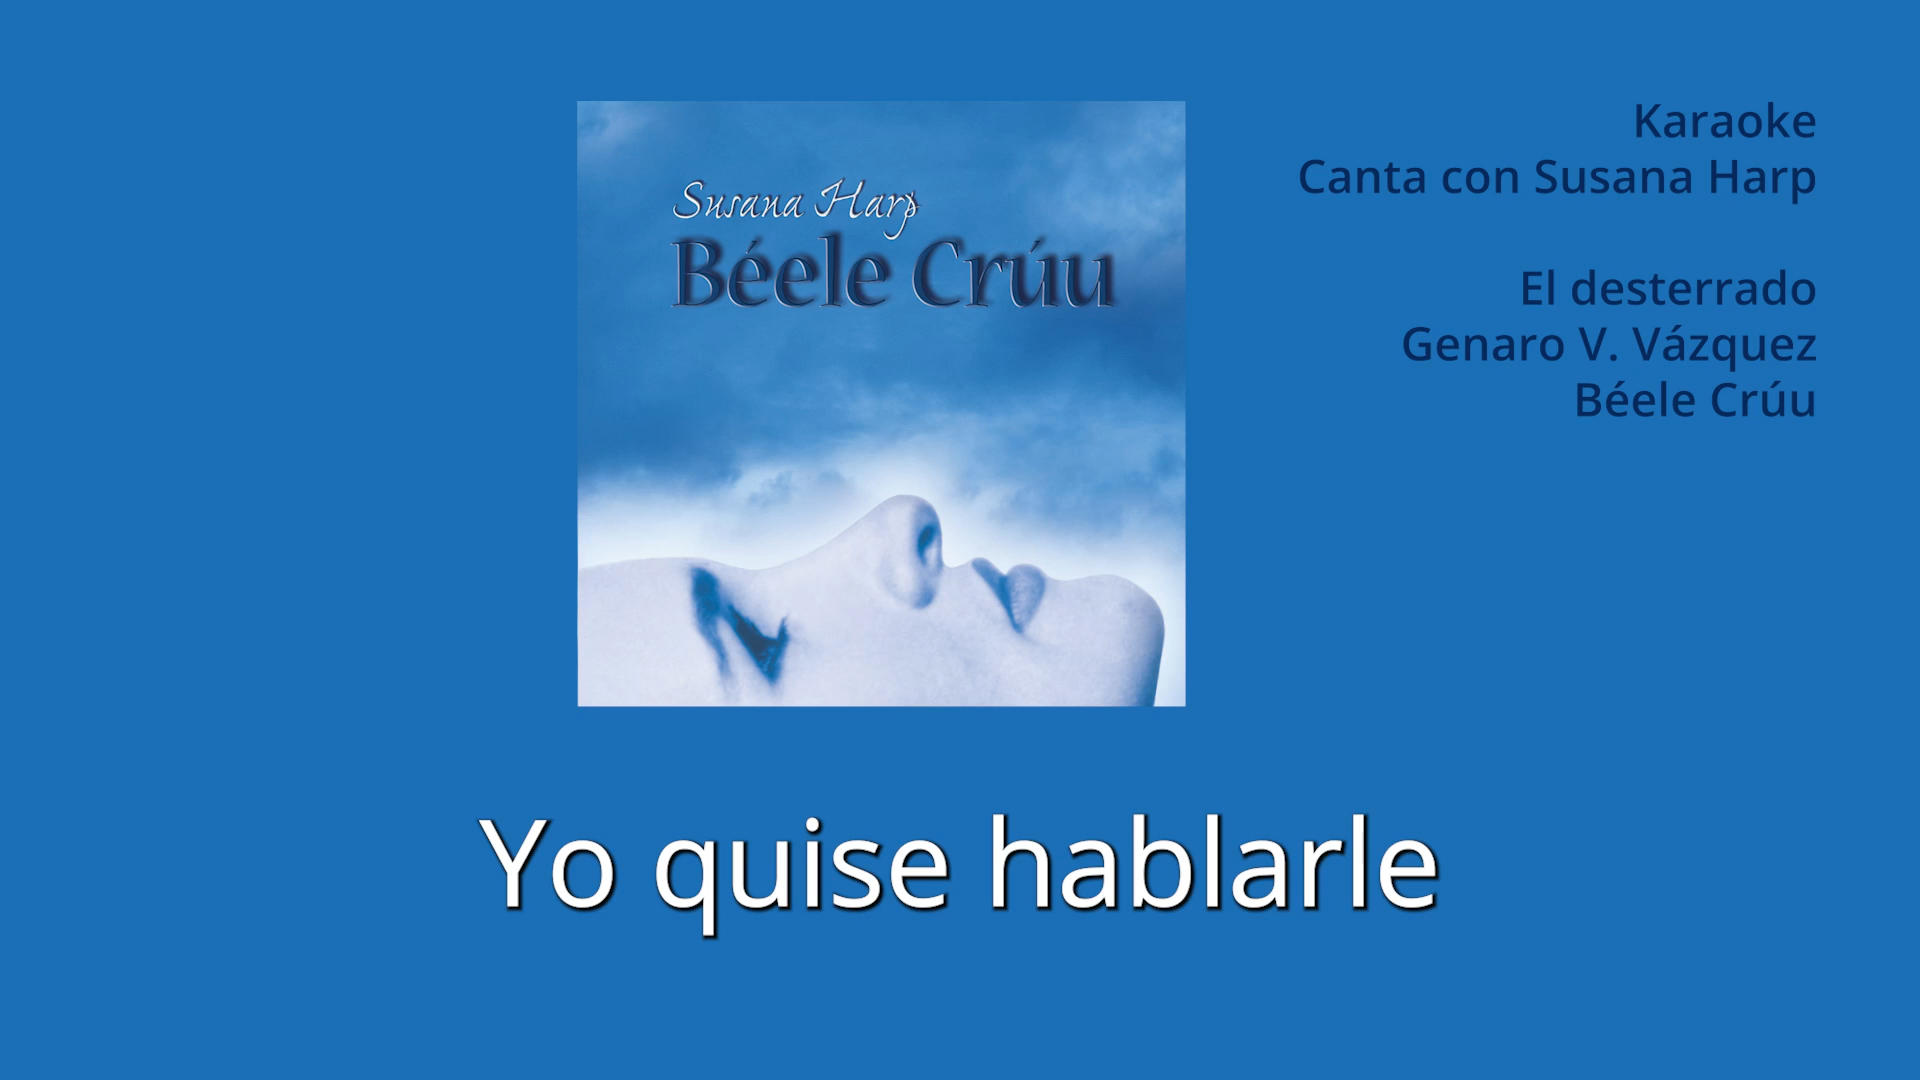 Susana Harp
Béele Crúu
Karaoke
Canta con Susana Harp
El desterrado
Genaro V. Vázquez
Béele Crúu
Yo quise hablarle